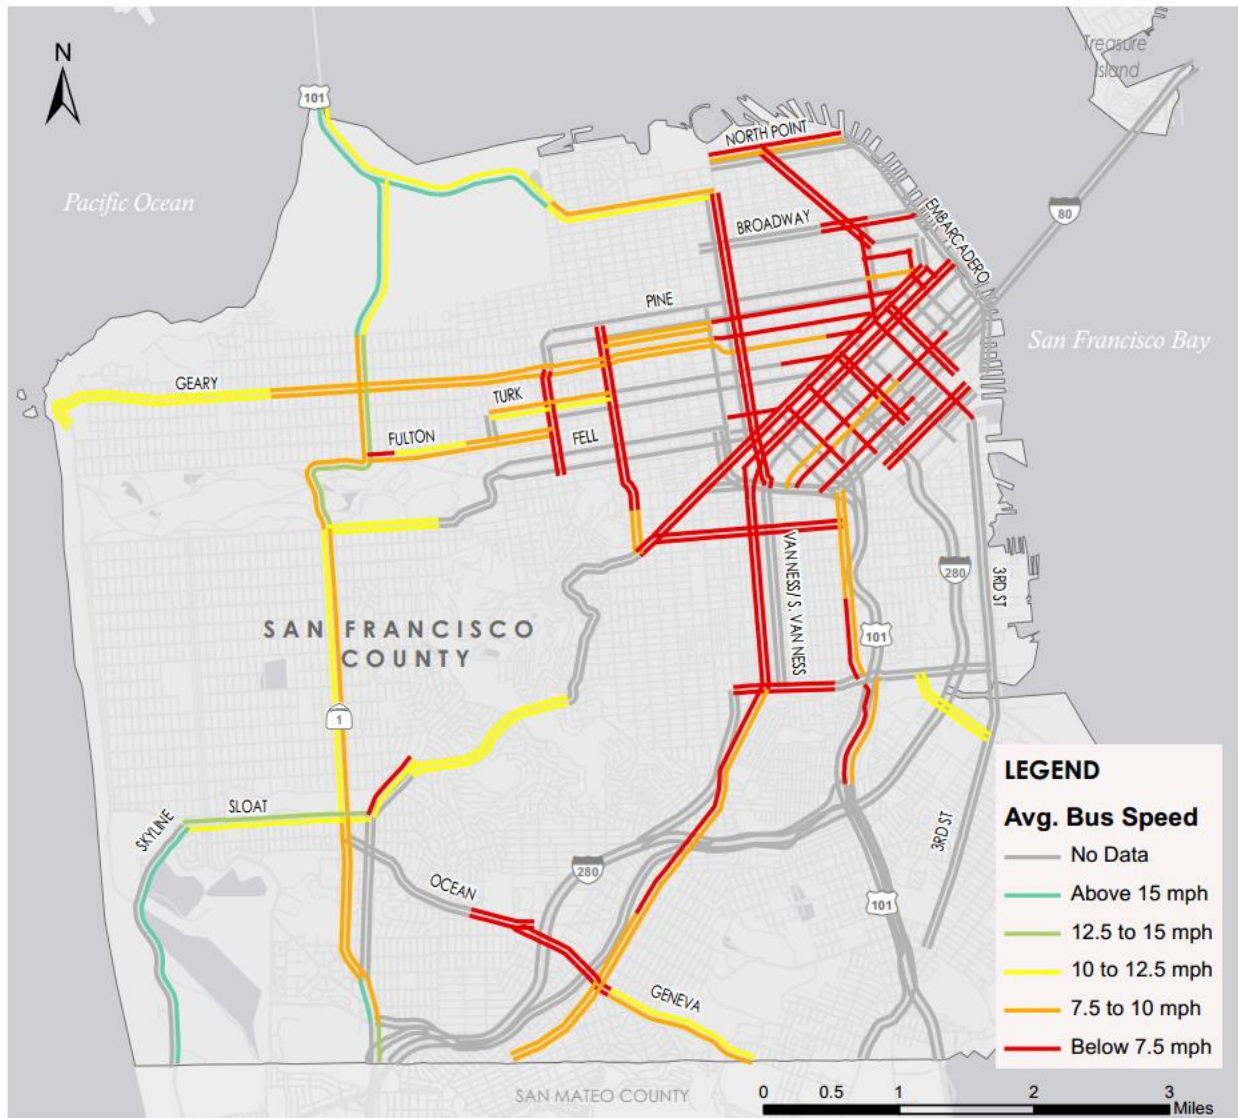 N
Treasure
Island
101
NORTH POINT
Pacific Ocean
BROADWAY
EMBARCADERO
80
PINE
San Francisco Bay
GEARY
TURK
FULTON
FELL
VAN NESS/ S. VAN NESS
280
3RD ST
101
SAN FRANCISCO
COUNTY
1
SLOAT
SKYLINE
OCEAN
280
3RD ST
101
GENEVA
LEGEND
Avg. Bus Speed
No Data
Above 15 mph
12.5 to 15 mph
10 to 12.5 mph
7.5 to 10 mph
Below 7.5 mph
SAN MATEO COUNTY
0 0.5 1 2 3
Miles